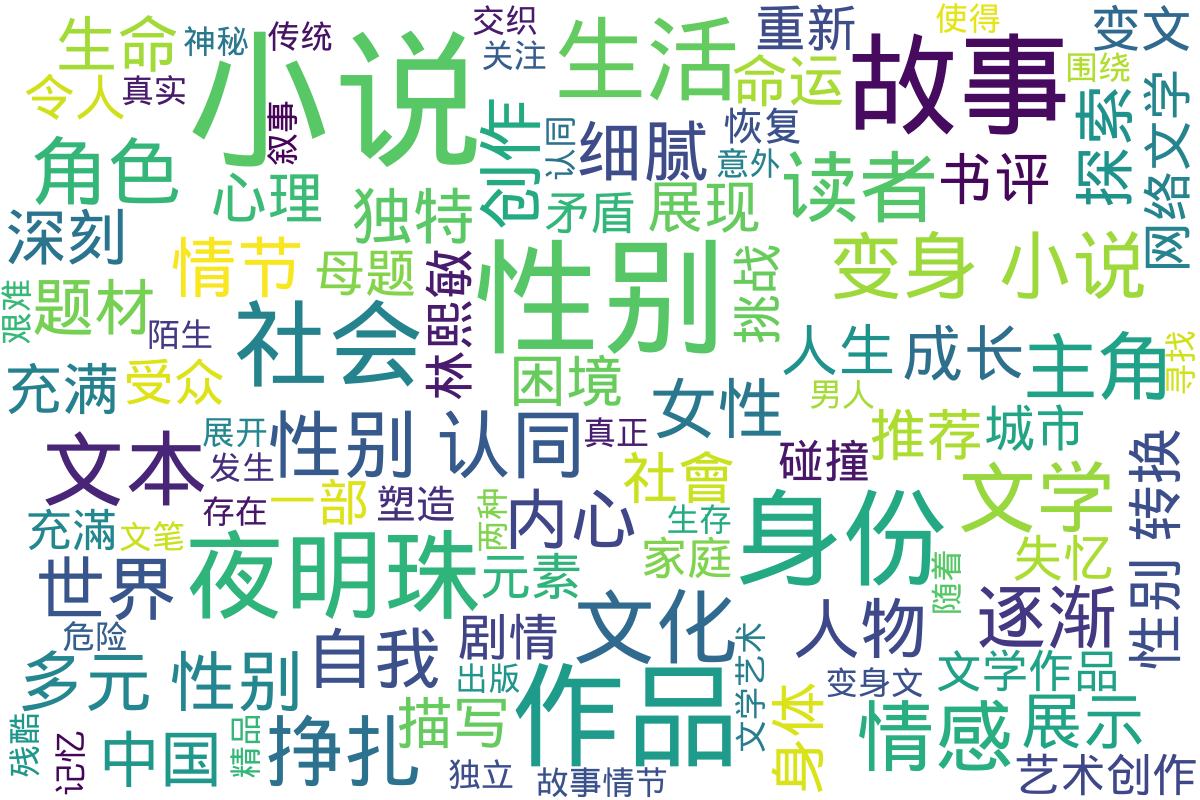 生命
神秘
传统
交织
关注
生活
重新
使得
变文
令人
真实
小说
叙事
创作
认同
细腻
恢复
意外
命运
故事
围绕
探索
网络文学
角色
心理
独特
矛盾
展现
读者
书评
深刻
情节
母题
林熙敏
性别
挑战
变身 小说
艰难
题材
陌生
社会
困境
人生
成长
主角
寻找
充满
受众
展开
发生
性别 认同
真正
女性
男人
推荐
城市
碰撞
文本
存在
一部
塑造
两种
内心
社會
生存
身份
文学
性别 转换
充滿
文笔
夜明珠
元素
家庭
随着
失忆
世界
危险
自我
剧情
文化
人物
逐渐
多元 性别
出版
作品
文学艺术
变身文
文学作品
残酷
记忆
中国
精品
挣扎
描写
独立
故事情节
身体
情感
展示
艺术创作